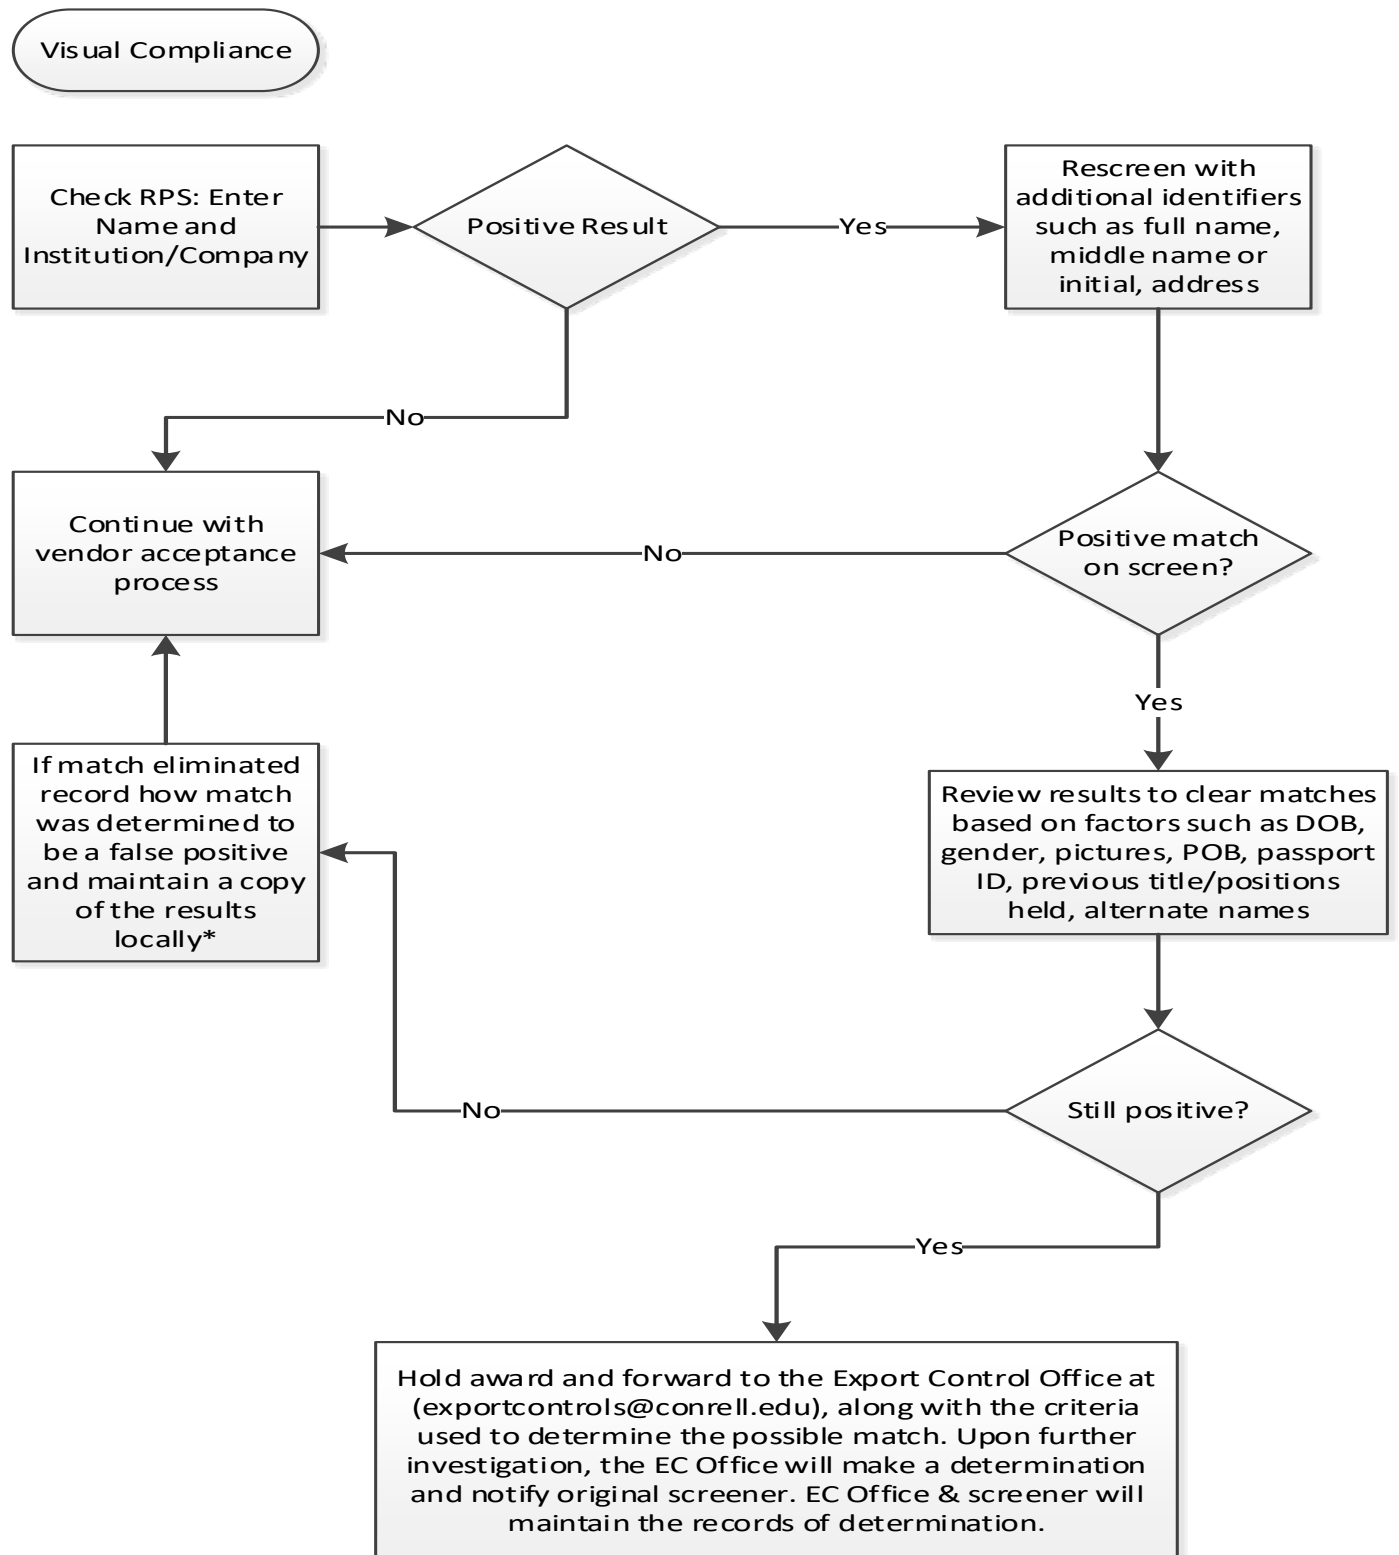 Visual Compliance
Check RPS: Enter
Name and
Institution/Company
Positive Result
Yes
Rescreen with
additional identifiers
such as full name,
middle name or
initial, address
No
Continue with
vendor acceptance
process
No
Positive match
on screen?
Yes
If match eliminated
record how match
was determined to
be a false positive
and maintain a copy
of the results
locally*
Review results to clear matches
based on factors such as DOB,
gender, pictures, POB, passport
ID, previous title/positions
held, alternate names
No
Still positive?
Yes
Hold award and forward to the Export Control Office at
(exportcontrols@conrell.edu), along with the criteria
used to determine the possible match. Upon further
investigation, the EC Office will make a determination
and notify original screener. EC Office & screener will
maintain the records of determination.